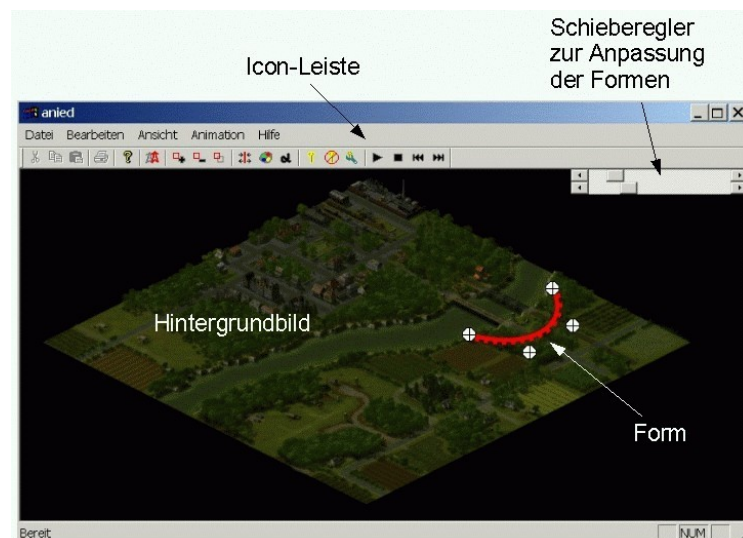 Schieberegler
zur Anpassung
der Formen
Icon-Leiste
anied
Datei Bearbeiten Ansicht Animation Hilfe
Hintergrundbild
Form
Bereit
NUM